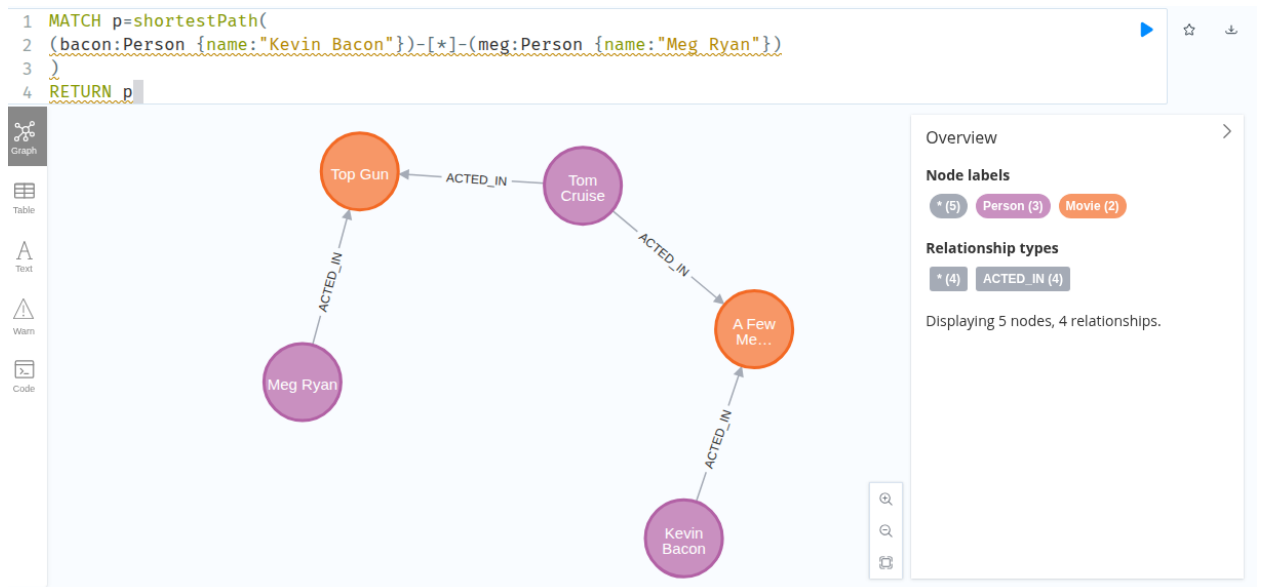 1 MATCH p=shortestPath(
2 (bacon:Person {name:"Kevin Bacon"})-[*]-(meg:Person {name:"Meg Ryan"})
3 )
4 RETURN p
Graph
Table
Text
Warn
Code
Top Gun
ACTED_IN
Tom
Cruise
ACTED_IN
ACTED_IN
A Few
Me...
Meg Ryan
ACTED_IN
Kevin
Bacon
Overview
Node labels
* (5) Person (3) Movie (2)
Relationship types
* (4) ACTED_IN (4)
Displaying 5 nodes, 4 relationships.